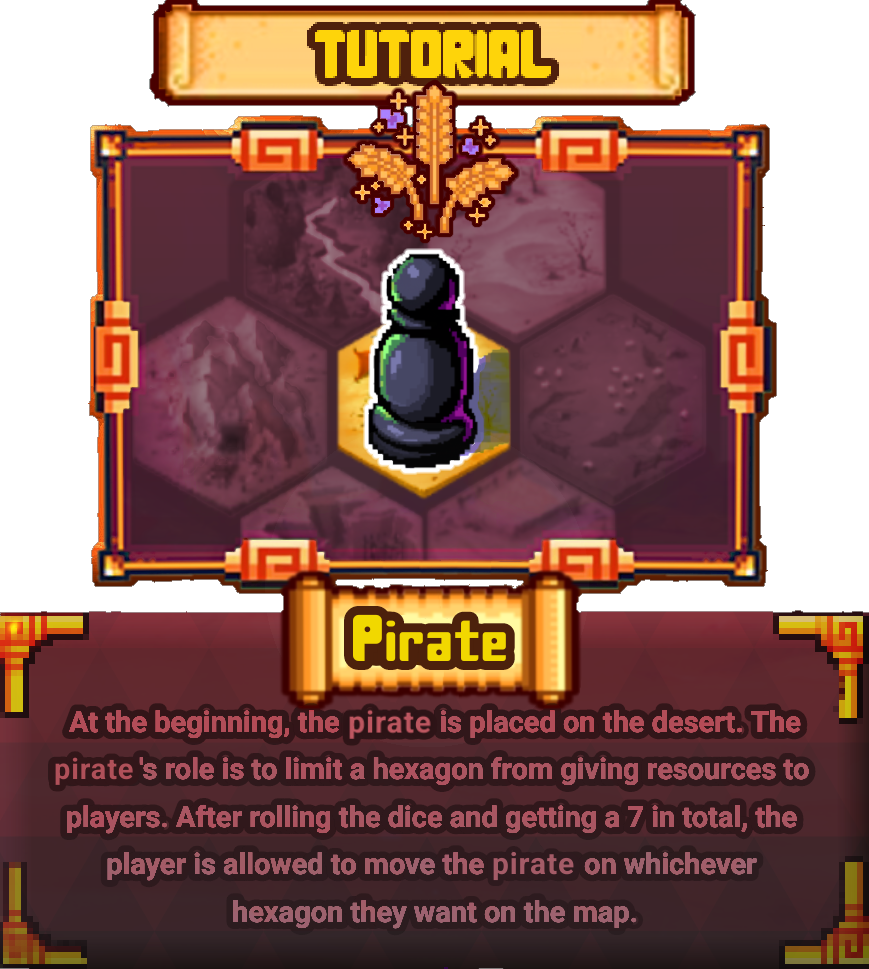 TUTORIAL
Pirate
At the beginning, the pirate is placed on the desert. The
pirate 's role is to limit a hexagon from giving resources to
players. After rolling the dice and getting a 7 in total, the
player is allowed to move the pirate on whichever
hexagon they want on the map.